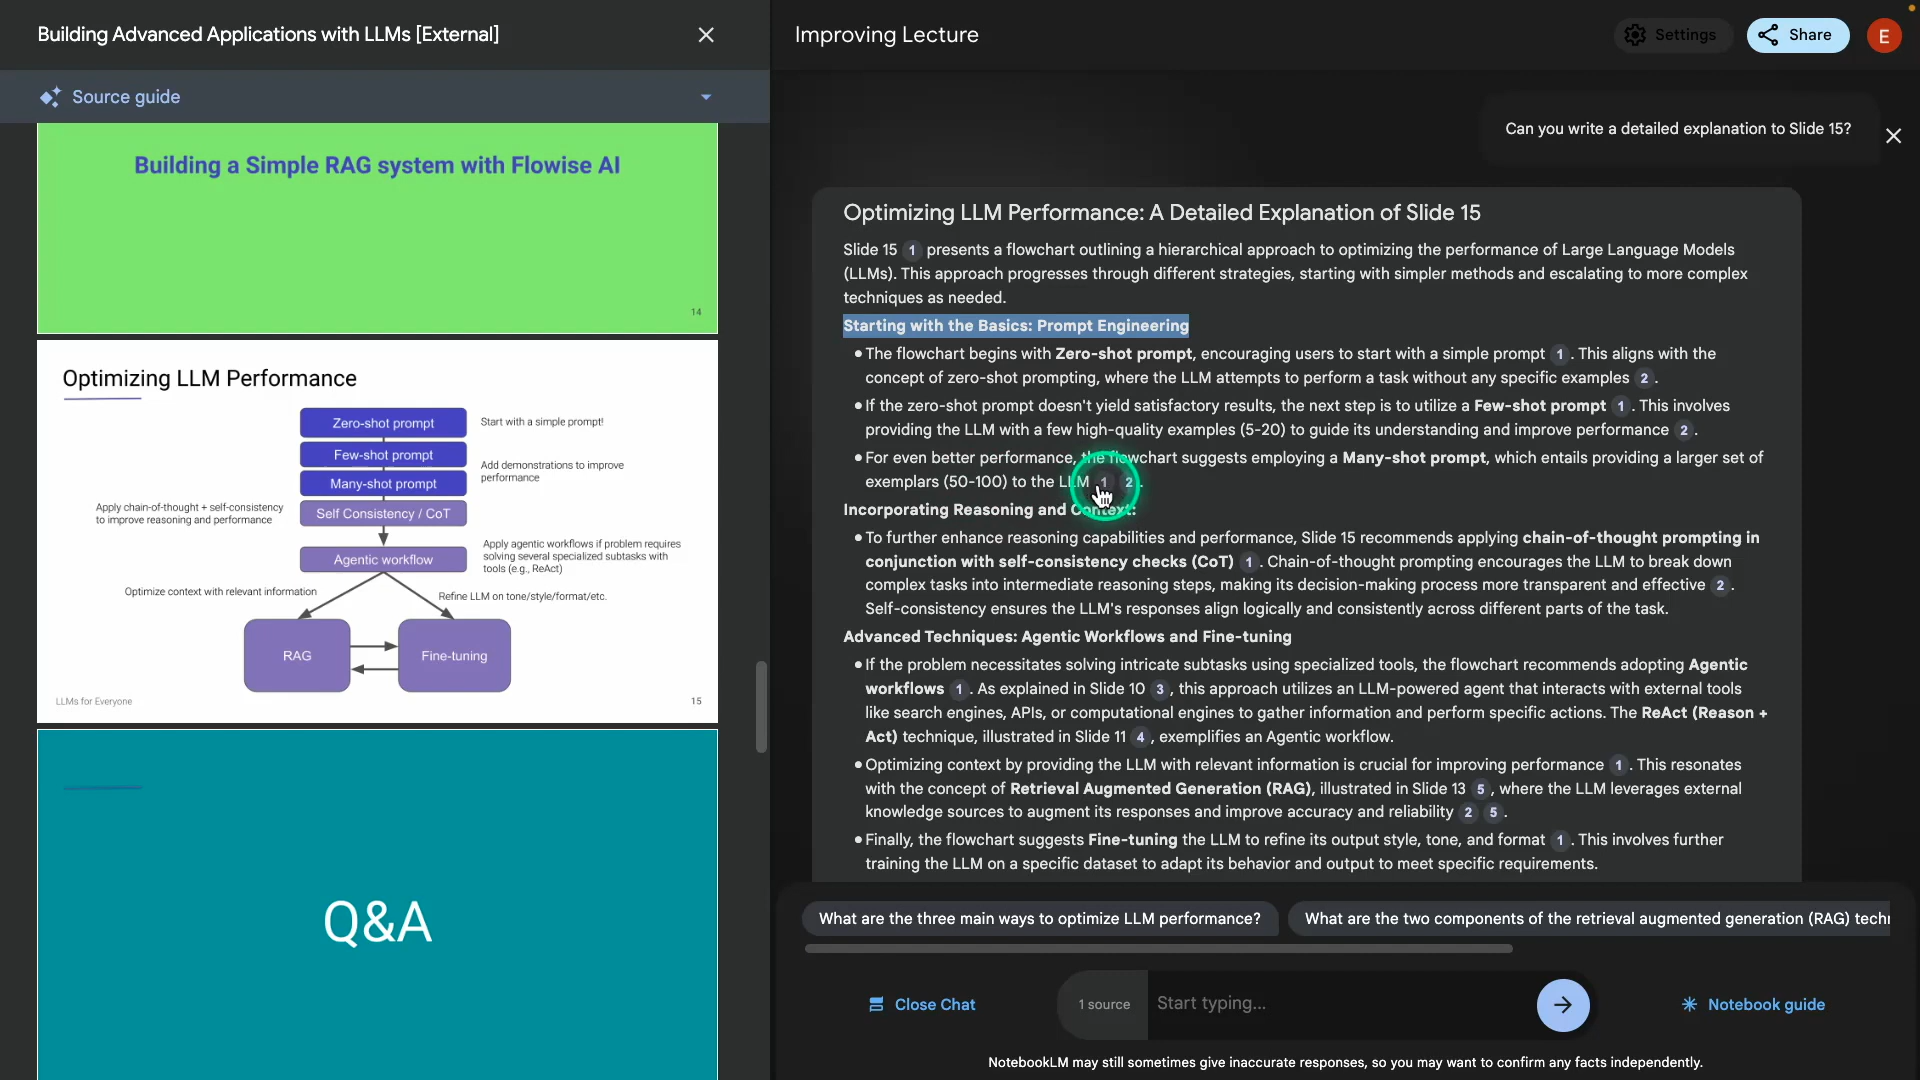 Building Advanced Applications with LLMs [External]
Source guide
Building a Simple RAG system with Flowise AI
14
Optimizing LLM Performance
Zero-shot prompt
Start with a simple prompt!
Few-shot prompt
Add demonstrations to improve
performance
Many-shot prompt
Apply chain-of-thought + self-consistency
to improve reasoning and performance
Self Consistency / CoT
Agentic workflow
Apply agentic workflows if problem requires
solving several specialized subtasks with
tools (e.g., ReAct)
Optimize context with relevant information
Refine LLM on tone/style/format/etc.
RAG
Fine-tuning
LLMs for Everyone
15
Q&A
Improving Lecture
Settings
Share
E
Can you write a detailed explanation to Slide 15?
Optimizing LLM Performance: A Detailed Explanation of Slide 15
Slide 15 1 presents a flowchart outlining a hierarchical approach to optimizing the performance of Large Language Models
(LLMs). This approach progresses through different strategies, starting with simpler methods and escalating to more complex
techniques as needed.
Starting with the Basics: Prompt Engineering
• The flowchart begins with Zero-shot prompt, encouraging users to start with a simple prompt 1 . This aligns with the
concept of zero-shot prompting, where the LLM attempts to perform a task without any specific examples 2 .
• If the zero-shot prompt doesn't yield satisfactory results, the next step is to utilize a Few-shot prompt 1 . This involves
providing the LLM with a few high-quality examples (5-20) to guide its understanding and improve performance 2 .
• For even better performance, the flowchart suggests employing a Many-shot prompt, which entails providing a larger set of
exemplars (50-100) to the LLM 1 2 .
Incorporating Reasoning and Context:
• To further enhance reasoning capabilities and performance, Slide 15 recommends applying chain-of-thought prompting in
conjunction with self-consistency checks (CoT) 1 . Chain-of-thought prompting encourages the LLM to break down
complex tasks into intermediate reasoning steps, making its decision-making process more transparent and effective 2 .
Self-consistency ensures the LLM's responses align logically and consistently across different parts of the task.
Advanced Techniques: Agentic Workflows and Fine-tuning
• If the problem necessitates solving intricate subtasks using specialized tools, the flowchart recommends adopting Agentic
workflows 1 . As explained in Slide 10 3 , this approach utilizes an LLM-powered agent that interacts with external tools
like search engines, APIs, or computational engines to gather information and perform specific actions. The ReAct (Reason +
Act) technique, illustrated in Slide 11 4 , exemplifies an Agentic workflow.
• Optimizing context by providing the LLM with relevant information is crucial for improving performance 1 . This resonates
with the concept of Retrieval Augmented Generation (RAG), illustrated in Slide 13 5 , where the LLM leverages external
knowledge sources to augment its responses and improve accuracy and reliability 2 5 .
• Finally, the flowchart suggests Fine-tuning the LLM to refine its output style, tone, and format 1 . This involves further
training the LLM on a specific dataset to adapt its behavior and output to meet specific requirements.
What are the three main ways to optimize LLM performance?
What are the two components of the retrieval augmented generation (RAG) techn
Close Chat
1 source
Start typing...
Notebook guide
NotebookLM may still sometimes give inaccurate responses, so you may want to confirm any facts independently.